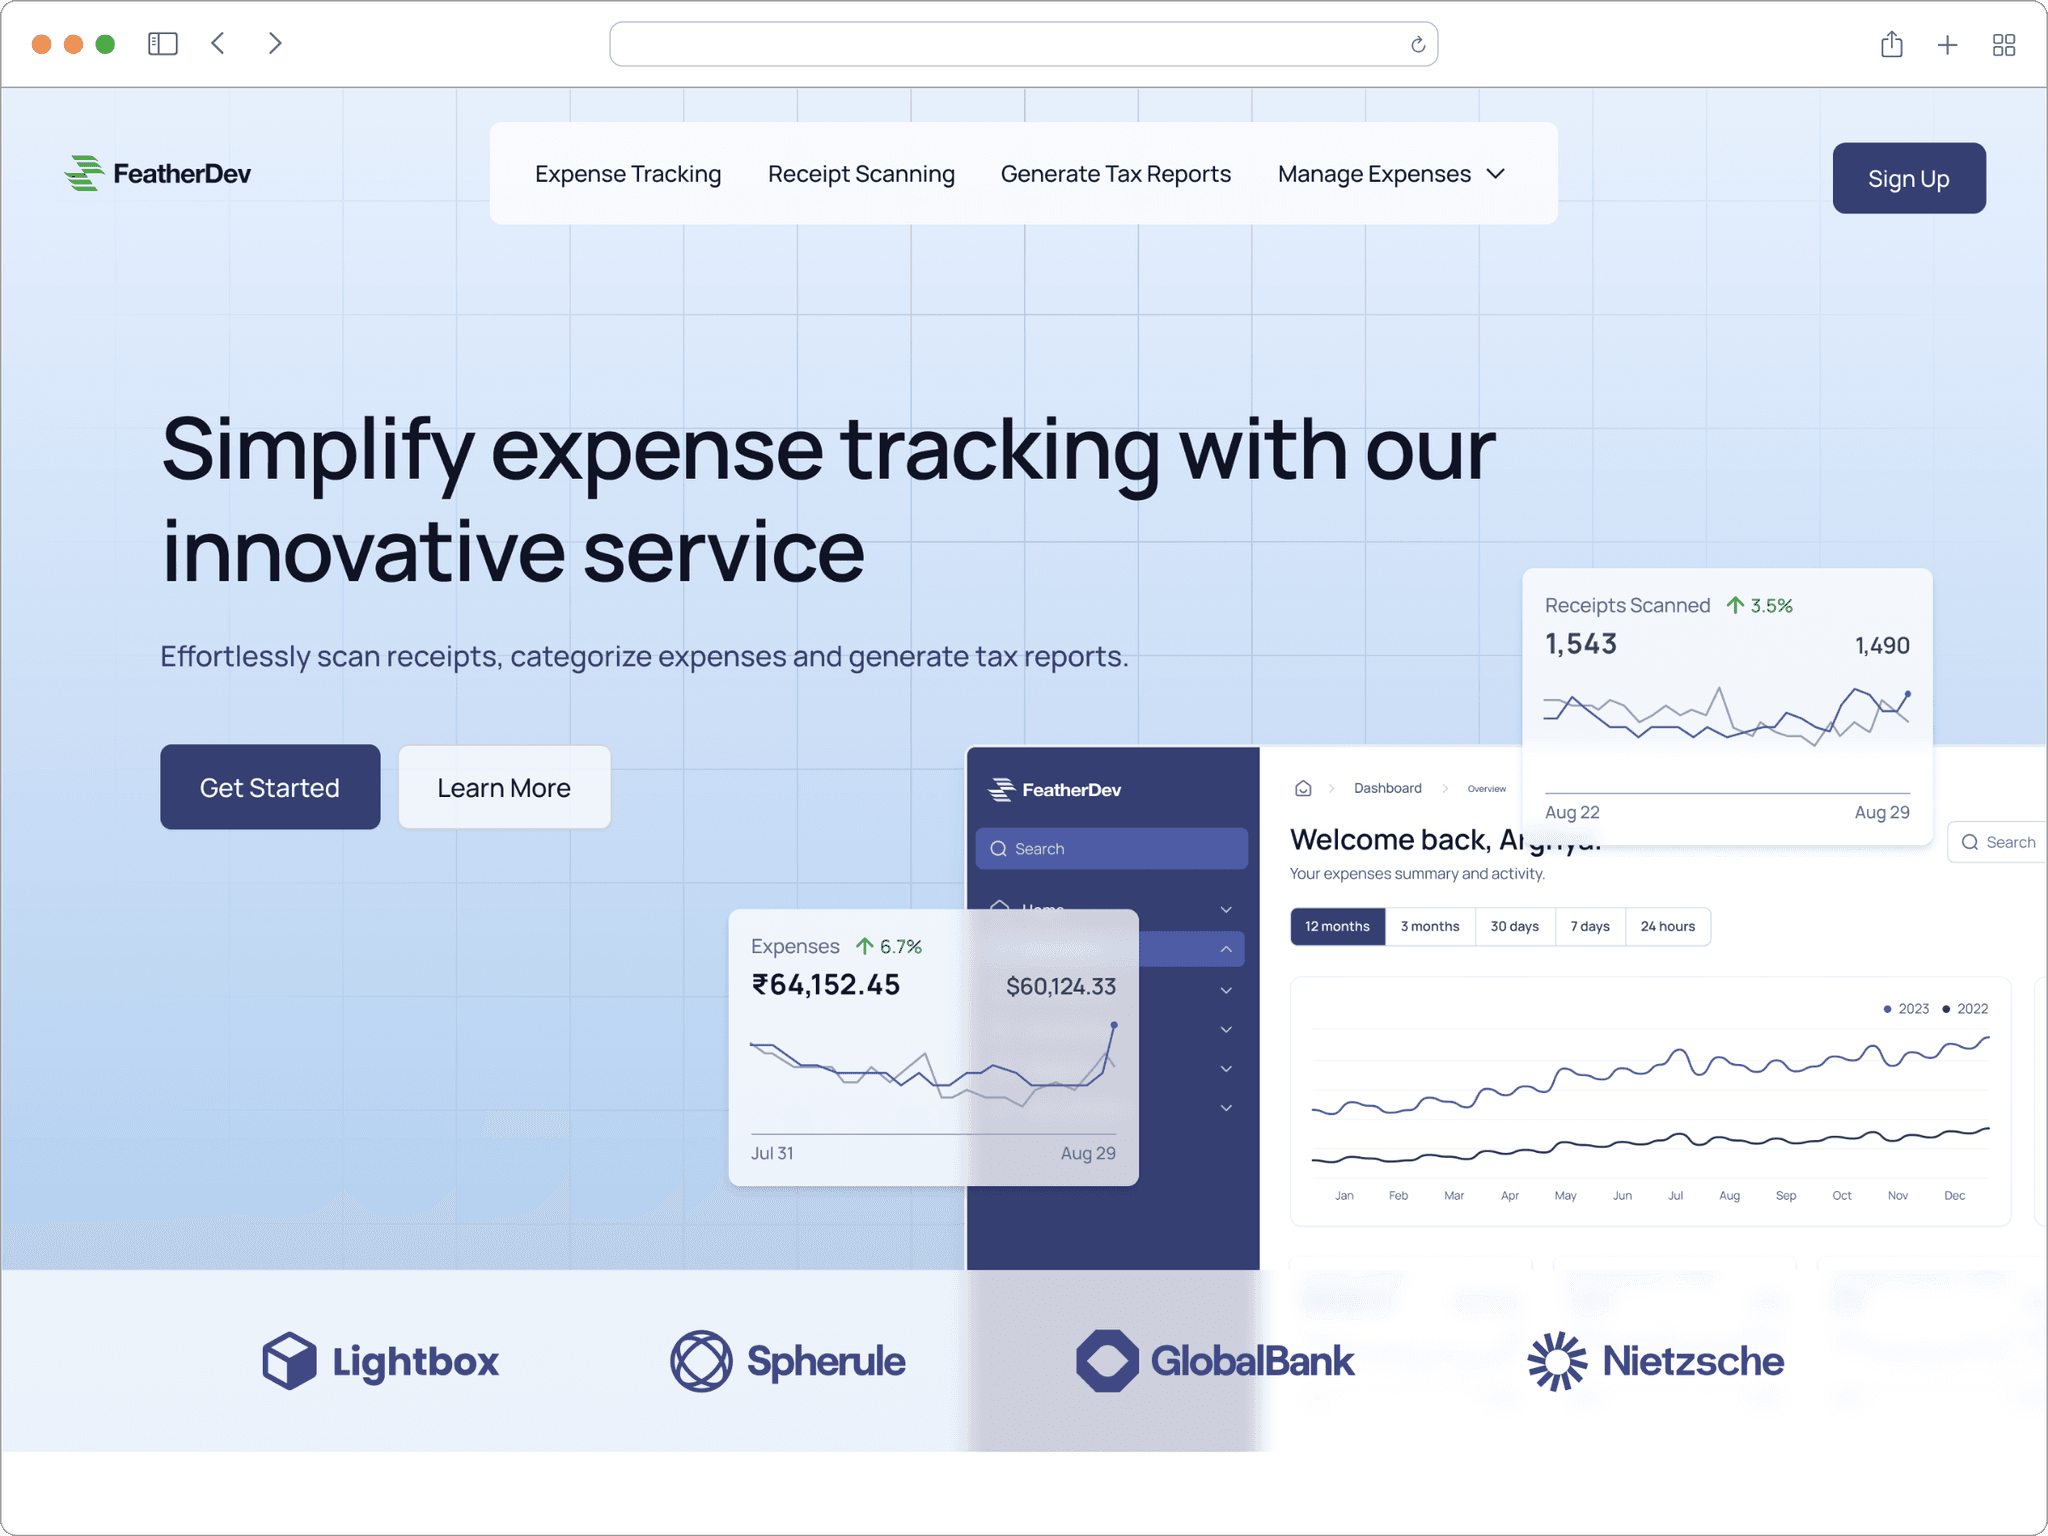 FeatherDev
Expense Tracking
Receipt Scanning
Generate Tax Reports
Manage Expenses
Sign Up
Simplify expense tracking with our
innovative service
Effortlessly scan receipts, categorize expenses and generate tax reports.
Get Started
Learn More
Receipts Scanned 3.5%
1,543 1,490
Aug 22 Aug 29
FeatherDev
Search
Home
Dashboard
Overview
Welcome back,
Your expenses summary and activity.
Search
12 months
3 months
30 days
7 days
24 hours
Expenses 6.7%
₹64,152.45 $60,124.33
Jul 31 Aug 29
2023 2022
Jan Feb Mar Apr May Jun Jul Aug Sep Oct Nov Dec
Lightbox
Spherule
GlobalBank
Nietzsche